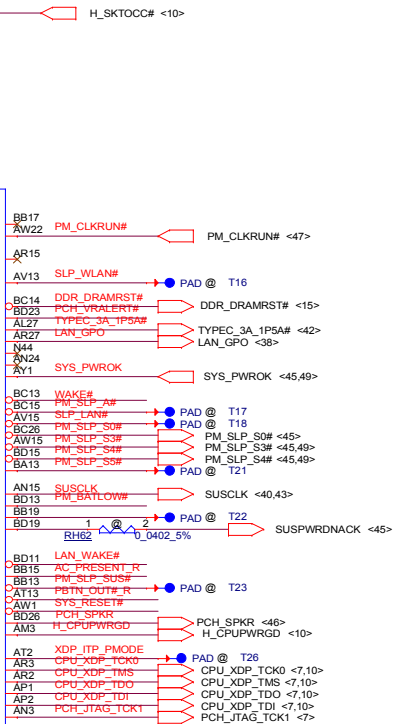 H_SKTOCC# <10>
BB17
AW22 PM_CLKRUN# PM_CLKRUN# <47>
AR15
AV13 SLP_WLAN# PAD @ T16
BC14 DDR_DRAMRST# DDR_DRAMRST# <15>
BD23 PCH_VRALERT#
AL27 TYPEC_3A_1P5A# TYPEC_3A_1P5A# <42>
AR27 LAN_GPO LAN_GPO <38>
N44
AN24
AY1 SYS_PWROK SYS_PWROK <45,49>
BC13 WAKE#
BC15 PM_SLP_A# PAD @ T17
AV15 SLP_LAN# PAD @ T18
BC26 PM_SLP_S0# PM_SLP_S0# <45>
AW15 PM_SLP_S3# PM_SLP_S3# <45,49>
BD15 PM_SLP_S4# PM_SLP_S4# <45,49>
BA13 PM_SLP_S5# PAD @ T21
AN15 SUSCLK SUSCLK <40,43>
BD13 PM_BATLOW#
BB19 PAD @ T22
BD19 1 @ 2 SUSPWRDNACK <45>
RH62 0_0402_5%
BD11 LAN_WAKE#
BB15 AC_PRESENT_R
BB13 PM_SLP_SUS# PAD @ T23
AT13 PBTN_OUT#_R
AW1 SYS_RESET#
BD26 PCH_SPKR PCH_SPKR <46>
AM3 H_CPUPWRGD H_CPUPWRGD <10>
AT2 XDP_ITP_PMODE PAD @ T26
AR3 CPU_XDP_TCK0 CPU_XDP_TCK0 <7,10>
AR2 CPU_XDP_TMS CPU_XDP_TMS <7,10>
AP1 CPU_XDP_TDO CPU_XDP_TDO <7,10>
AP2 CPU_XDP_TDI CPU_XDP_TDI <7,10>
AN3 PCH_JTAG_TCK1 PCH_JTAG_TCK1 <7>